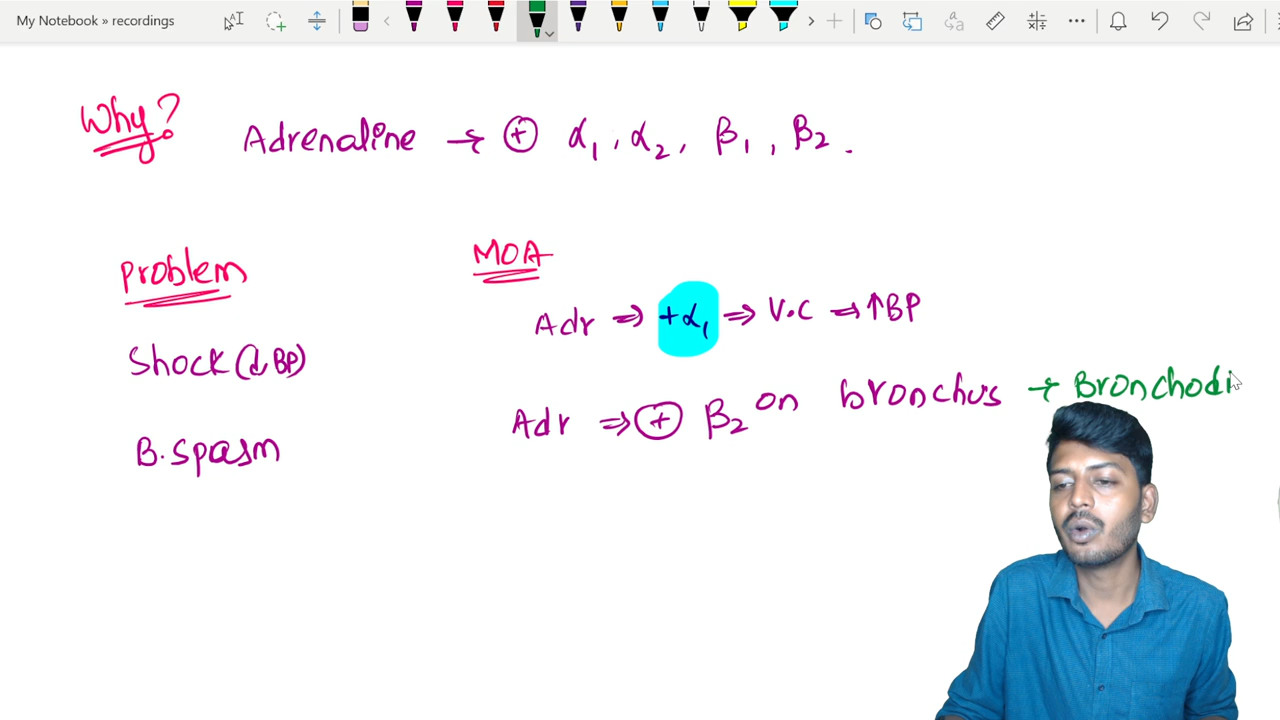 My Notebook » recordings
Why?
Adrenaline → ⊕ α1, α2, β1, β2.
Problem
MOA
Shock (↓BP)
Adr ⇒ +α1 ⇒ V.C ⇒ ↑BP
B.Spasm
Adr ⇒ ⊕ β2 on bronchus → Bronchodi